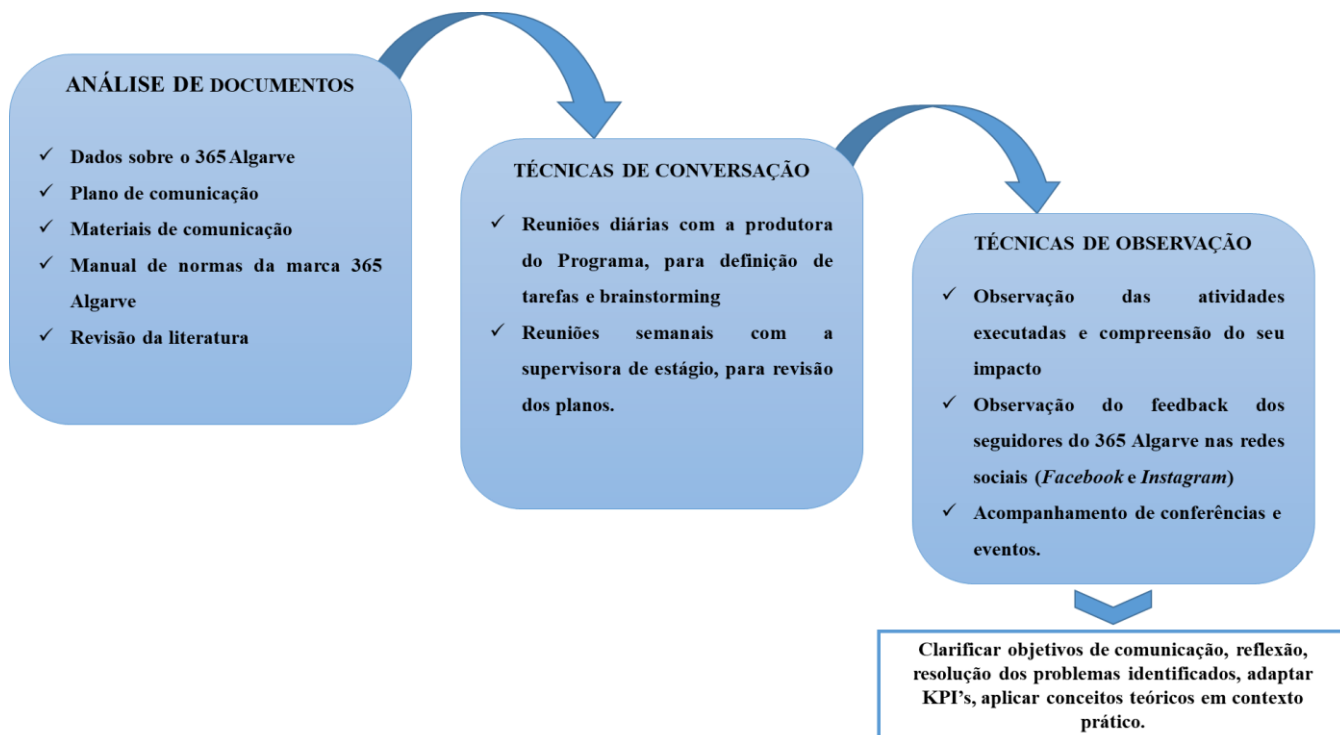 ANÁLISE DE DOCUMENTOS
✓ Dados sobre o 365 Algarve
✓ Plano de comunicação
✓ Materiais de comunicação
✓ Manual de normas da marca 365
Algarve
✓ Revisão da literatura
TÉCNICAS DE CONVERSAÇÃO
✓ Reuniões diárias com a produtora
do Programa, para definição de
tarefas e brainstorming
✓ Reuniões semanais com a
supervisora de estágio, para revisão
dos planos.
TÉCNICAS DE OBSERVAÇÃO
✓ Observação das atividades
executadas e compreensão do seu
impacto
✓ Observação do feedback dos
seguidores do 365 Algarve nas redes
sociais (Facebook e Instagram)
✓ Acompanhamento de conferências e
eventos.
Clarificar objetivos de comunicação, reflexão,
resolução dos problemas identificados, adaptar
KPI's, aplicar conceitos teóricos em contexto
prático.